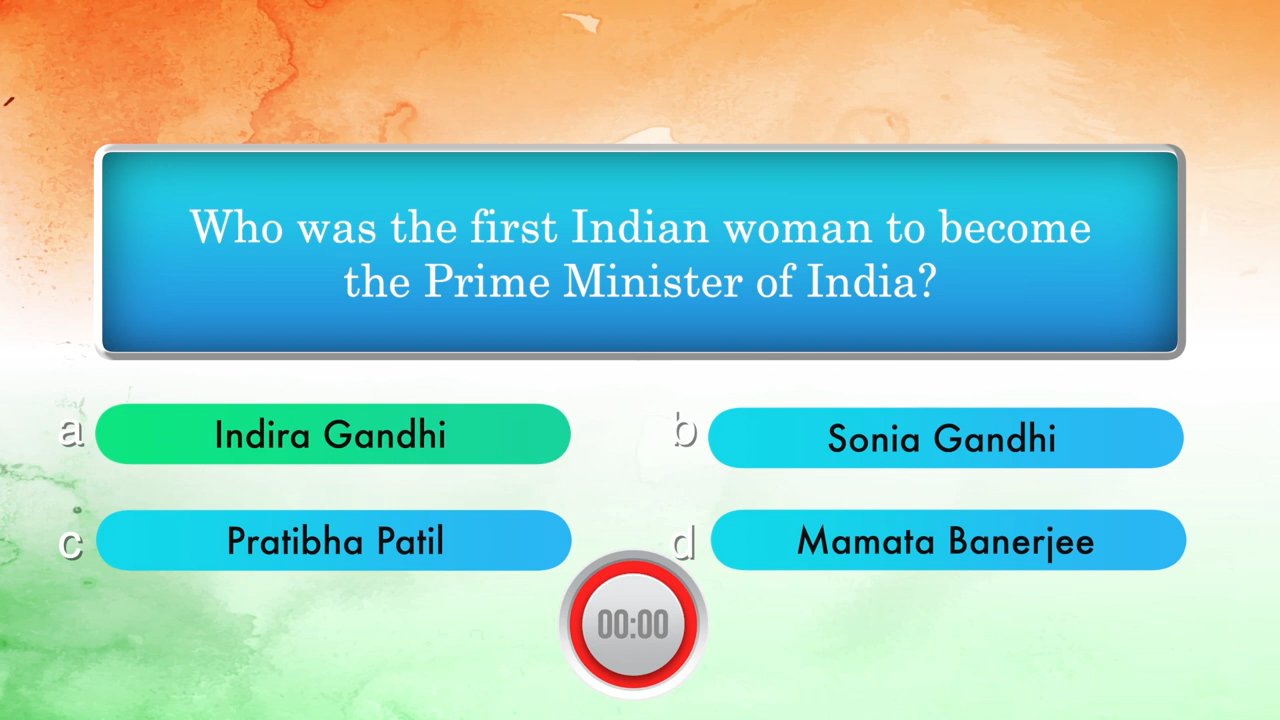 Who was the first Indian woman to become
the Prime Minister of India?
a Indira Gandhi
b Sonia Gandhi
c Pratibha Patil
d Mamata Banerjee
00:00